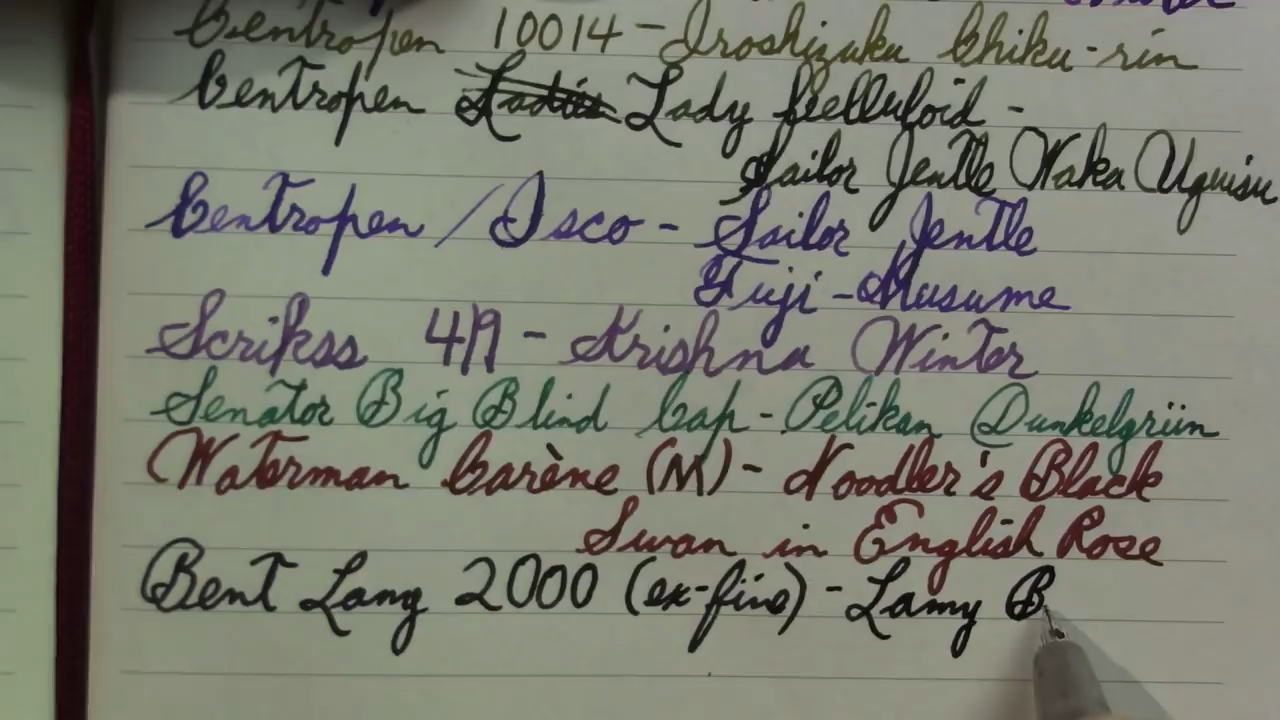 Centropen 10014 - Iroshizuku Chiku-rin
Centropen Lady Celluloid -
Sailor Jentle Waka Uguisu
Centropen / Isco - Sailor Jentle
Fuji - Musume
Scrikss 419 - Krishna Winter
Senator Big Blind Cap - Pelikan Dunkelgrün
Waterman Carène (M) - Noodler's Black
Swan in English Rose
Bent Lamy 2000 (ex-fine) - Lamy B